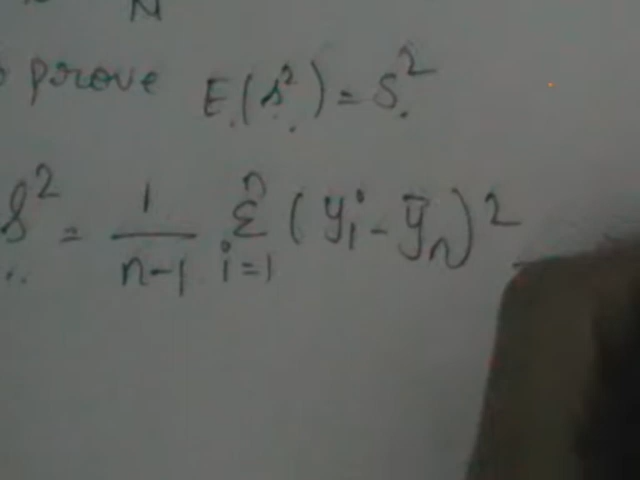 N
prove E(s²) = S²
s² = 1/(n-1) Σ_{i=1}^{n} (yᵢ - ȳₙ)²